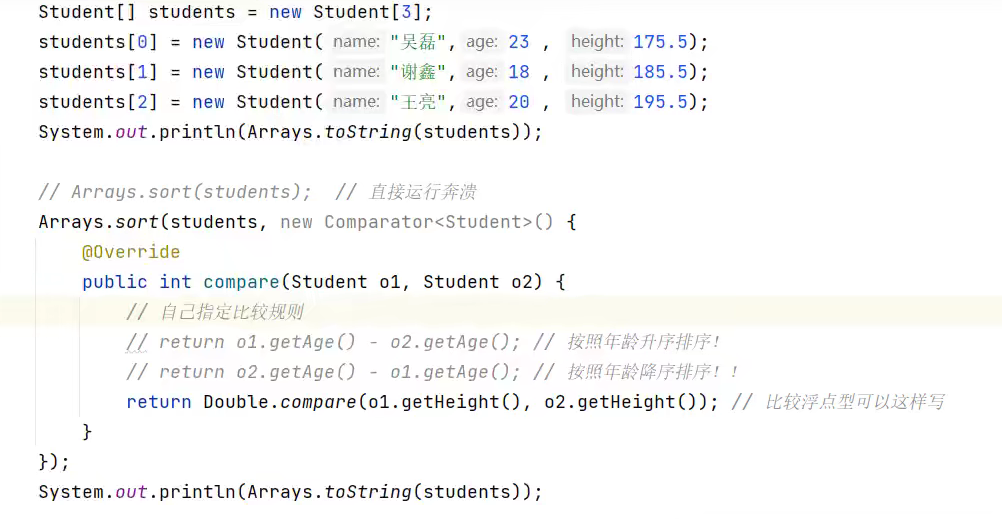 Student[] students = new Student[3];
students[0] = new Student( name: "吴磊", age: 23 , height: 175.5);
students[1] = new Student( name: "谢鑫", age: 18 , height: 185.5);
students[2] = new Student( name: "王亮", age: 20 , height: 195.5);
System.out.println(Arrays.toString(students));
// Arrays.sort(students);  // 直接运行奔溃
Arrays.sort(students, new Comparator<Student>() {
@Override
public int compare(Student o1, Student o2) {
// 自己指定比较规则
// return o1.getAge() - o2.getAge(); // 按照年龄升序排序！
// return o2.getAge() - o1.getAge(); // 按照年龄降序排序！！
return Double.compare(o1.getHeight(), o2.getHeight()); // 比较浮点型可以这样写
}
});
System.out.println(Arrays.toString(students));